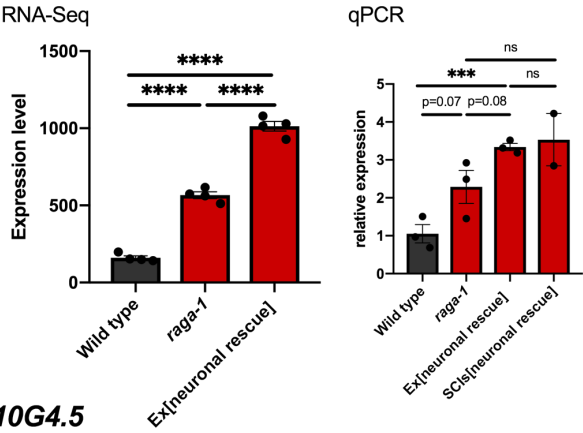 RNA-Seq
qPCR
Expression level
1500
1000
500
0
****
****
****
Wild type
raga-1
Ex[neuronal rescue]
relative expression
5
4
3
2
1
0
ns
***
ns
p=0.07
p=0.08
Wild type
raga-1
Ex[neuronal rescue]
SCIs[neuronal rescue]
10G4.5